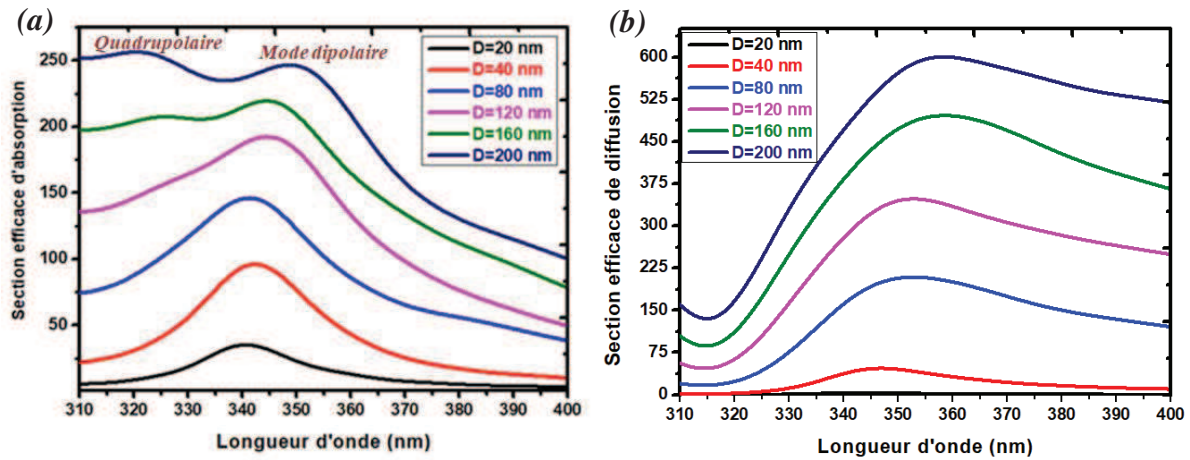 (a)
Quadrupolaire
Mode dipolaire
D=20 nm
D=40 nm
D=80 nm
D=120 nm
D=160 nm
D=200 nm
250
200
150
100
50
Section efficace d'absorption
310 320 330 340 350 360 370 380 390 400
Longueur d'onde (nm)
(b)
D=20 nm
D=40 nm
D=80 nm
D=120 nm
D=160 nm
D=200 nm
600
525
450
375
300
225
150
75
0
Section efficace de diffusion
310 320 330 340 350 360 370 380 390 400
Longueur d'onde (nm)